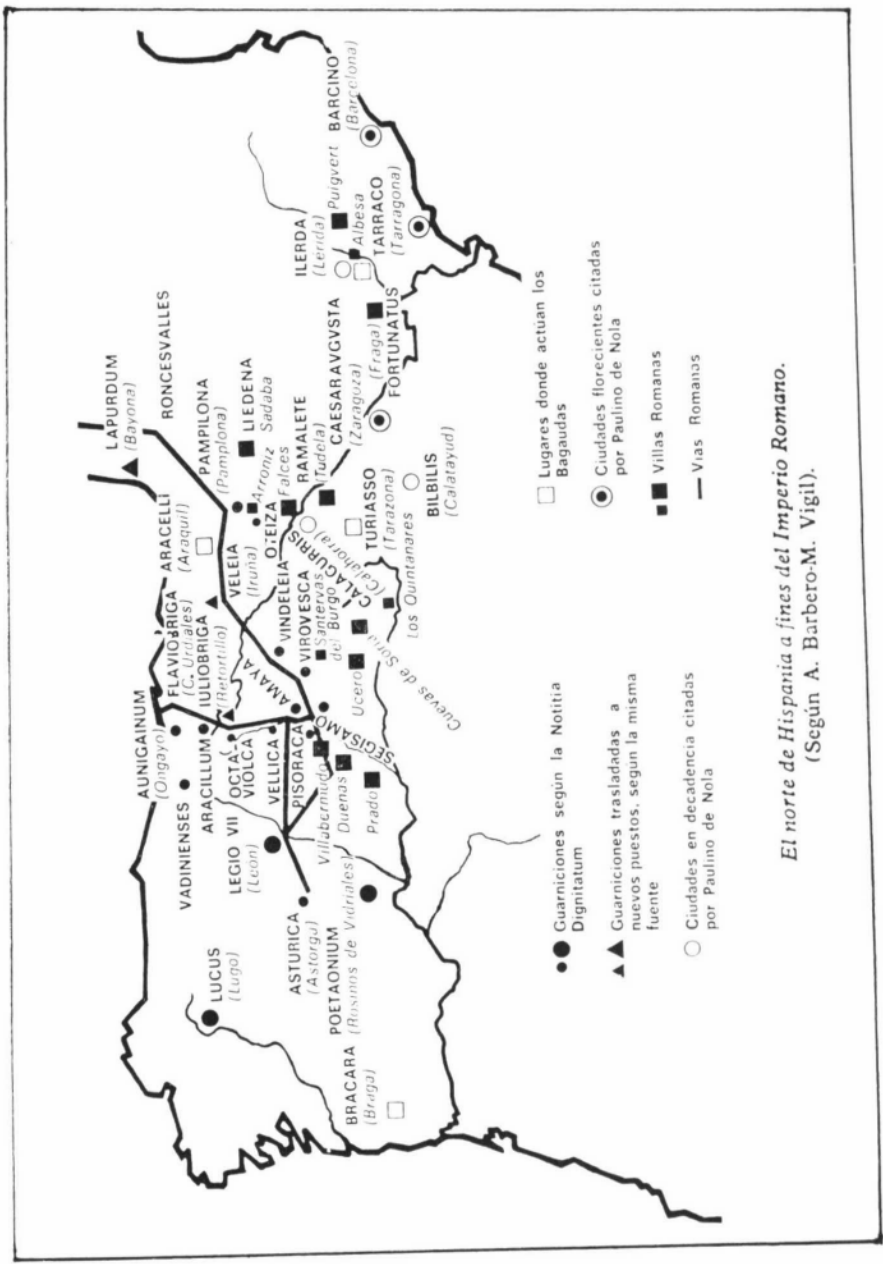 LUCUS
(Lugo)
VADINIENSES
AUNIGAINUM
(Ongayo)
FLAVIOBRIGA
(C. Urdiales)
IULIOBRIGA
(Retortillo)
ARACILLUM
OCTA-
VIOLCA
VELLICA
PISORACA
AMAYA
LEGIO VII
(León)
ASTURICA
(Astorga)
POETAONIUM
(Rosinos de Vidriales)
BRACARA
(Braga)
LAPURDUM
(Bayona)
RONCESVALLES
ARACELLI
(Araquil)
PAMPILONA
(Pamplona)
VELEIA
(Iruña)
LIEDENA
Sadaba
Arroniz
OTEIZA
Falces
RAMALETE
(Tudela)
VINDELEIA
VIROVESCA
Santervas
del Burgo
SEGISAMO
Villabermudo
Duenas
Prado
Ucero
Cuevas de Soria
CALAGURRIS
(Calahorra)
Los Quintanares
TURIASSO
(Tarazona)
BILBILIS
(Calatayud)
CAESARAVGVSTA
(Zaragoza)
(Fraga)
FORTUNATUS
ILERDA
(Lerida)
Puigvert
Albesa
TARRACO
(Tarragona)
BARCINO
(Barcelona)
Guarniciones según la Notitia
Dignitatum
Guarniciones trasladadas a
nuevos puestos, según la misma
fuente
Ciudades en decadencia citadas
por Paulino de Nola
Lugares donde actúan los
Bagaudas
Ciudades florecientes citadas
por Paulino de Nola
Villas Romanas
Vias Romanas
El norte de Hispania a fines del Imperio Romano.
(Según A. Barbero-M. Vigil).